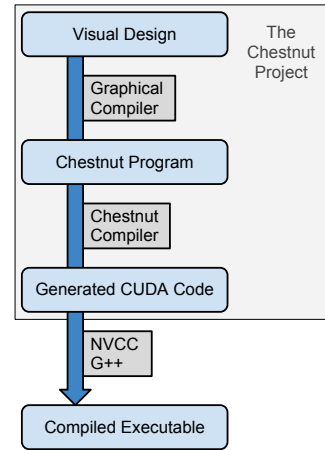 Visual Design
The
Chestnut
Project
Graphical
Compiler
Chestnut Program
Chestnut
Compiler
Generated CUDA Code
NVCC
G++
Compiled Executable